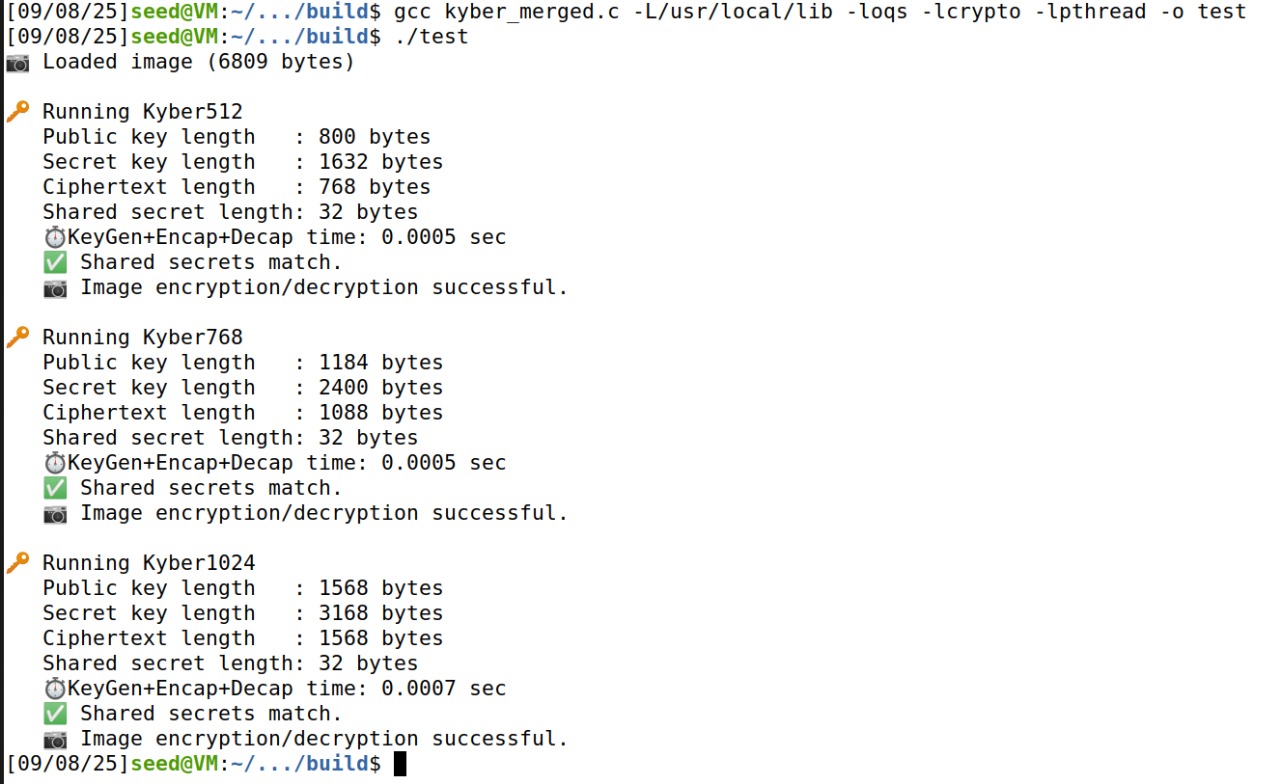 [09/08/25]seed@VM:~/.../build$ gcc kyber_merged.c -L/usr/local/lib -loqs -lcrypto -lpthread -o test
[09/08/25]seed@VM:~/.../build$ ./test
📷 Loaded image (6809 bytes)
🔑 Running Kyber512
Public key length   : 800 bytes
Secret key length   : 1632 bytes
Ciphertext length   : 768 bytes
Shared secret length: 32 bytes
⏱KeyGen+Encap+Decap time: 0.0005 sec
✅ Shared secrets match.
📷 Image encryption/decryption successful.
🔑 Running Kyber768
Public key length   : 1184 bytes
Secret key length   : 2400 bytes
Ciphertext length   : 1088 bytes
Shared secret length: 32 bytes
⏱KeyGen+Encap+Decap time: 0.0005 sec
✅ Shared secrets match.
📷 Image encryption/decryption successful.
🔑 Running Kyber1024
Public key length   : 1568 bytes
Secret key length   : 3168 bytes
Ciphertext length   : 1568 bytes
Shared secret length: 32 bytes
⏱KeyGen+Encap+Decap time: 0.0007 sec
✅ Shared secrets match.
📷 Image encryption/decryption successful.
[09/08/25]seed@VM:~/.../build$